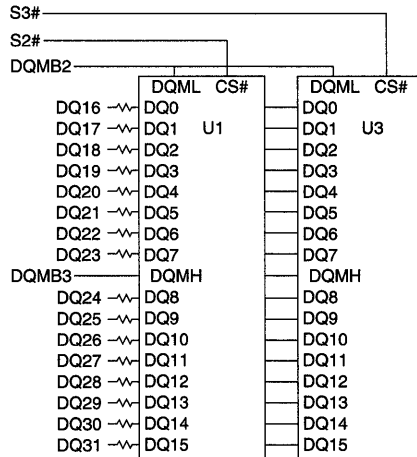 S3#
S2#
DQMB2
DQML CS# DQML CS#
DQ16 DQ0 DQ0
DQ17 DQ1 U1 DQ1 U3
DQ18 DQ2 DQ2
DQ19 DQ3 DQ3
DQ20 DQ4 DQ4
DQ21 DQ5 DQ5
DQ22 DQ6 DQ6
DQ23 DQ7 DQ7
DQMB3 DQMH DQMH
DQ24 DQ8 DQ8
DQ25 DQ9 DQ9
DQ26 DQ10 DQ10
DQ27 DQ11 DQ11
DQ28 DQ12 DQ12
DQ29 DQ13 DQ13
DQ30 DQ14 DQ14
DQ31 DQ15 DQ15